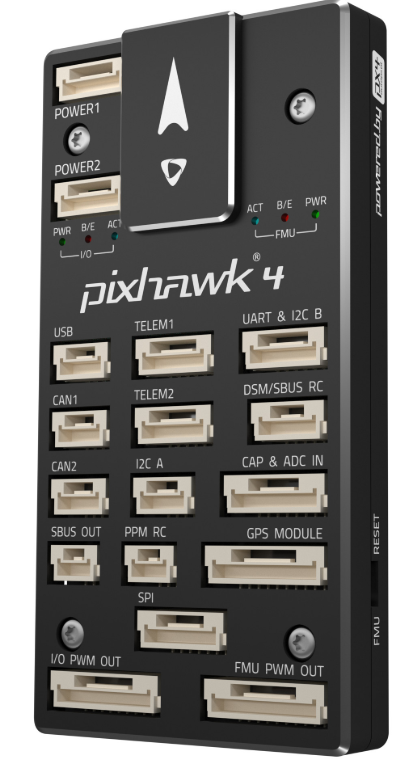 POWER1
POWER2
PWR B/E ACT
I/O
ACT B/E PWR
FMU
pixhawk® 4
USB
TELEM1
UART & I2C B
CAN1
TELEM2
DSM/SBUS RC
CAN2
I2C A
CAP & ADC IN
SBUS OUT
PPM RC
GPS MODULE
SPI
I/O PWM OUT
FMU PWM OUT
powered by px4
FMU RESET